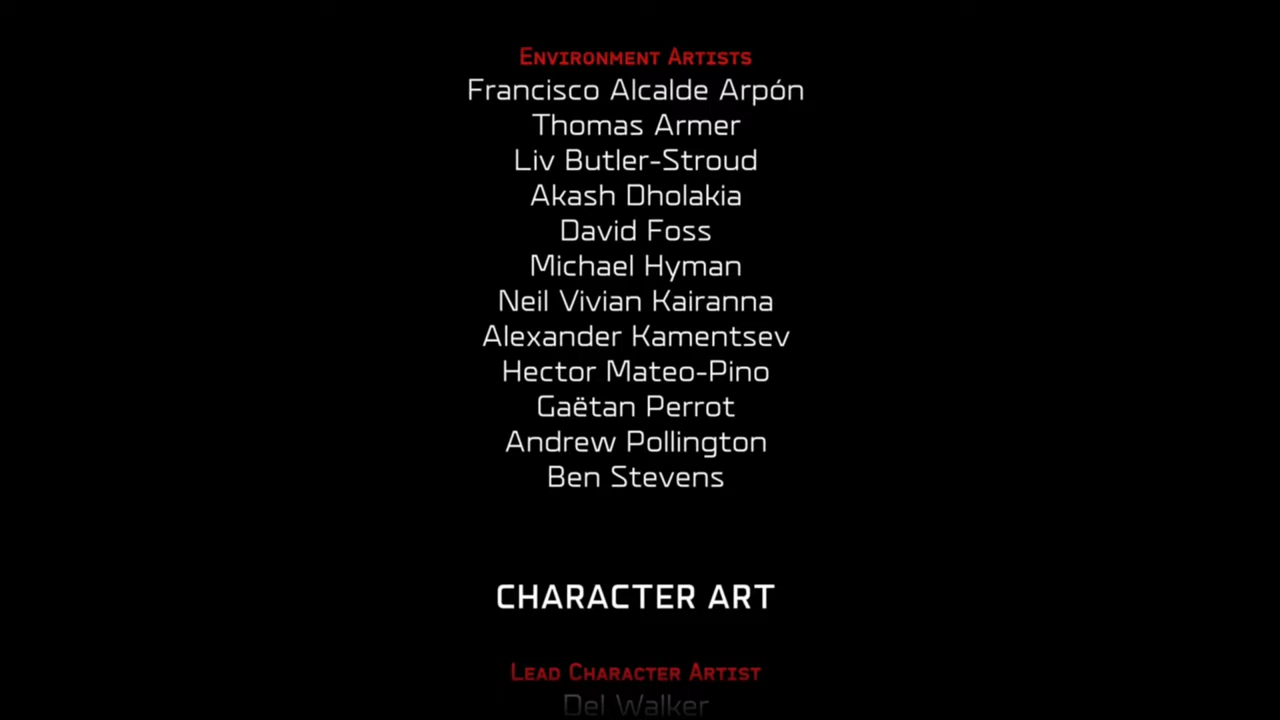 Environment Artists
Francisco Alcalde Arpón
Thomas Armer
Liv Butler-Stroud
Akash Dholakia
David Foss
Michael Hyman
Neil Vivian Kairanna
Alexander Kamentsev
Hector Mateo-Pino
Gaëtan Perrot
Andrew Pollington
Ben Stevens
CHARACTER ART
Lead Character Artist
Del Walker